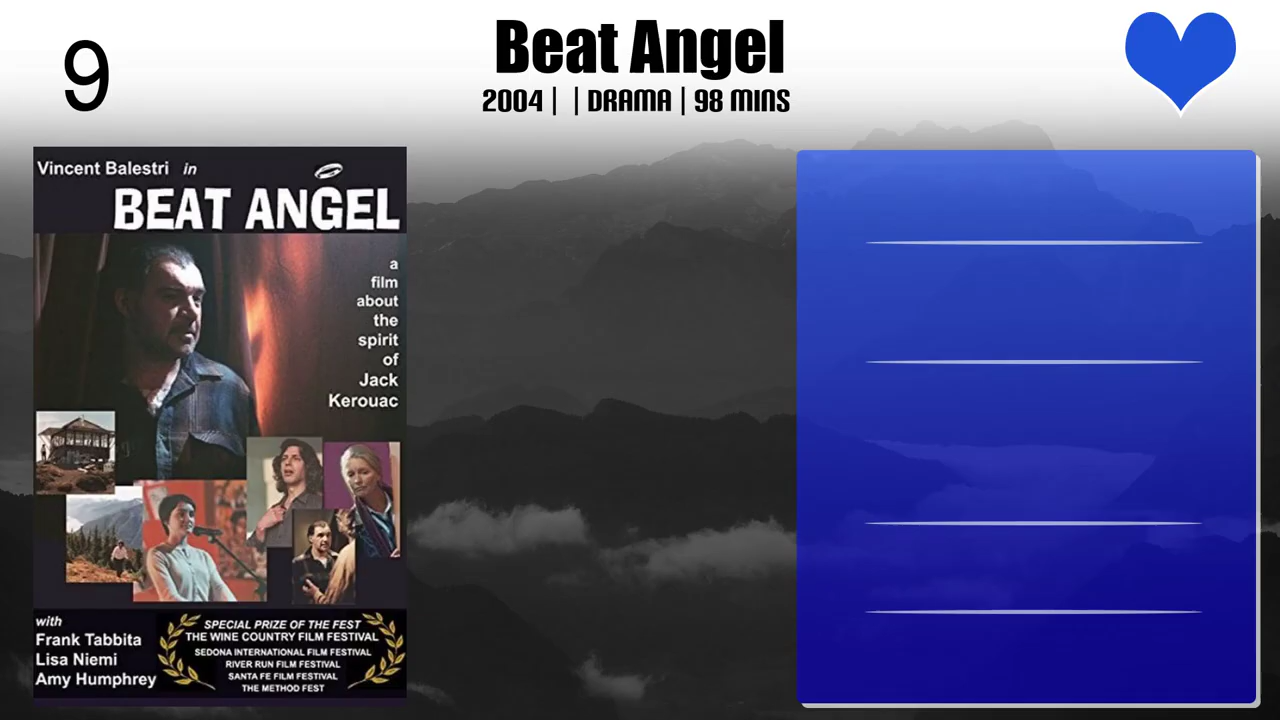 9
Beat Angel
2004 | | DRAMA | 98 MINS
Vincent Balestri in
BEAT ANGEL
a
film
about
the
spirit
of
Jack
Kerouac
with
Frank Tabbita
Lisa Niemi
Amy Humphrey
SPECIAL PRIZE OF THE FEST
THE WINE COUNTRY FILM FESTIVAL
SEDONA INTERNATIONAL FILM FESTIVAL
RIVER RUN FILM FESTIVAL
SANTA FE FILM FESTIVAL
THE METHOD FEST